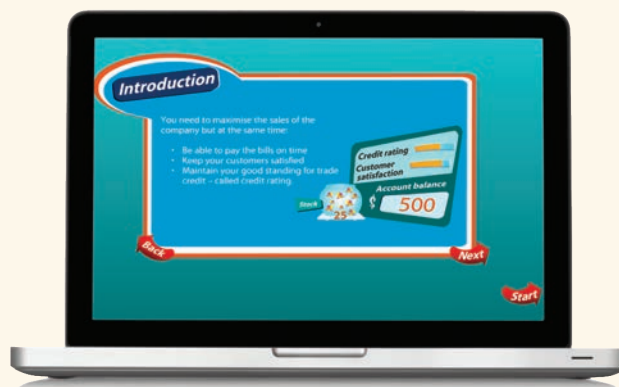 Introduction
You need to maximise the sales of the
company but at the same time:
• Be able to pay the bills on time
• Keep your customers satisfied
• Maintain your good standing for trade
credit – called credit rating.
Credit rating
Customer
satisfaction
Account balance
$ 500
Stock
25
Back
Next
Start